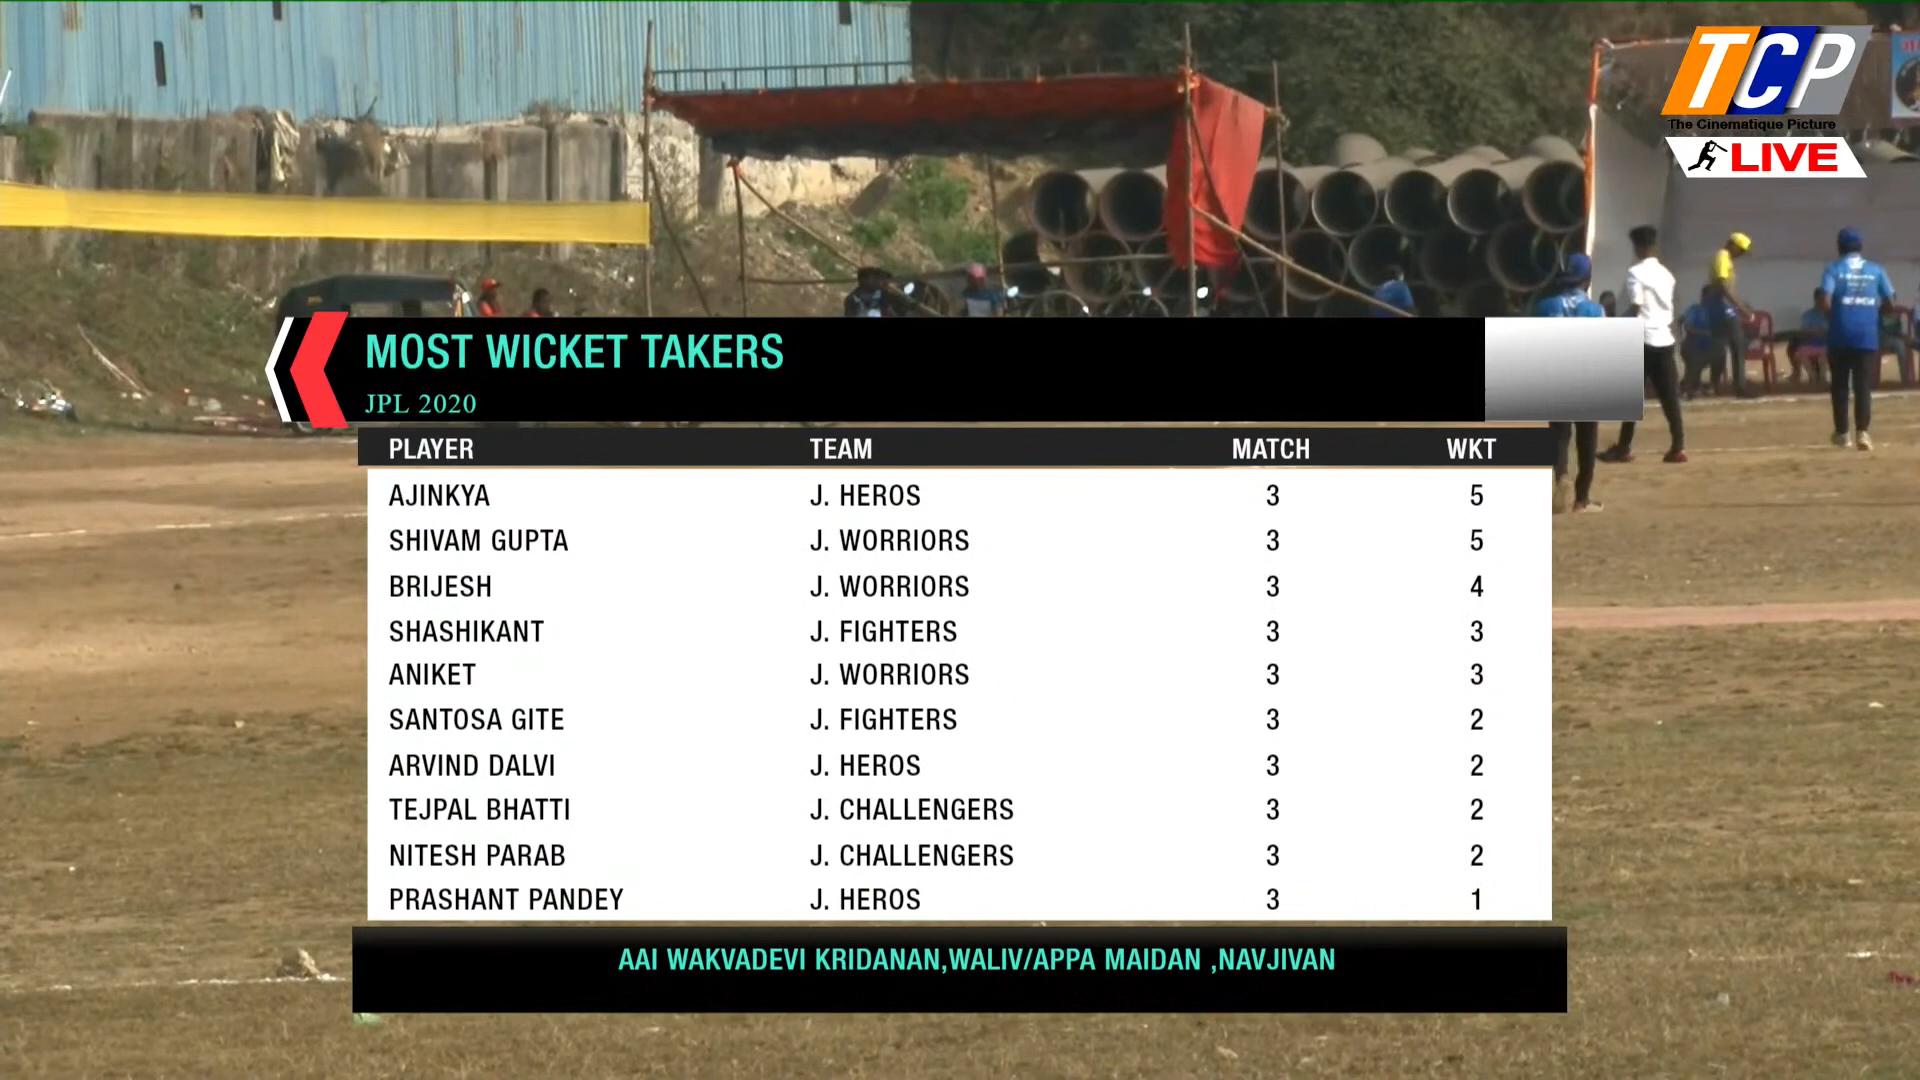 TCP
The Cinematique Picture
LIVE
MOST WICKET TAKERS
JPL 2020
PLAYER TEAM MATCH WKT
AJINKYA J. HEROS 3 5
SHIVAM GUPTA J. WORRIORS 3 5
BRIJESH J. WORRIORS 3 4
SHASHIKANT J. FIGHTERS 3 3
ANIKET J. WORRIORS 3 3
SANTOSA GITE J. FIGHTERS 3 2
ARVIND DALVI J. HEROS 3 2
TEJPAL BHATTI J. CHALLENGERS 3 2
NITESH PARAB J. CHALLENGERS 3 2
PRASHANT PANDEY J. HEROS 3 1
AAI WAKVADEVI KRIDANAN,WALIV/APPA MAIDAN ,NAVJIVAN